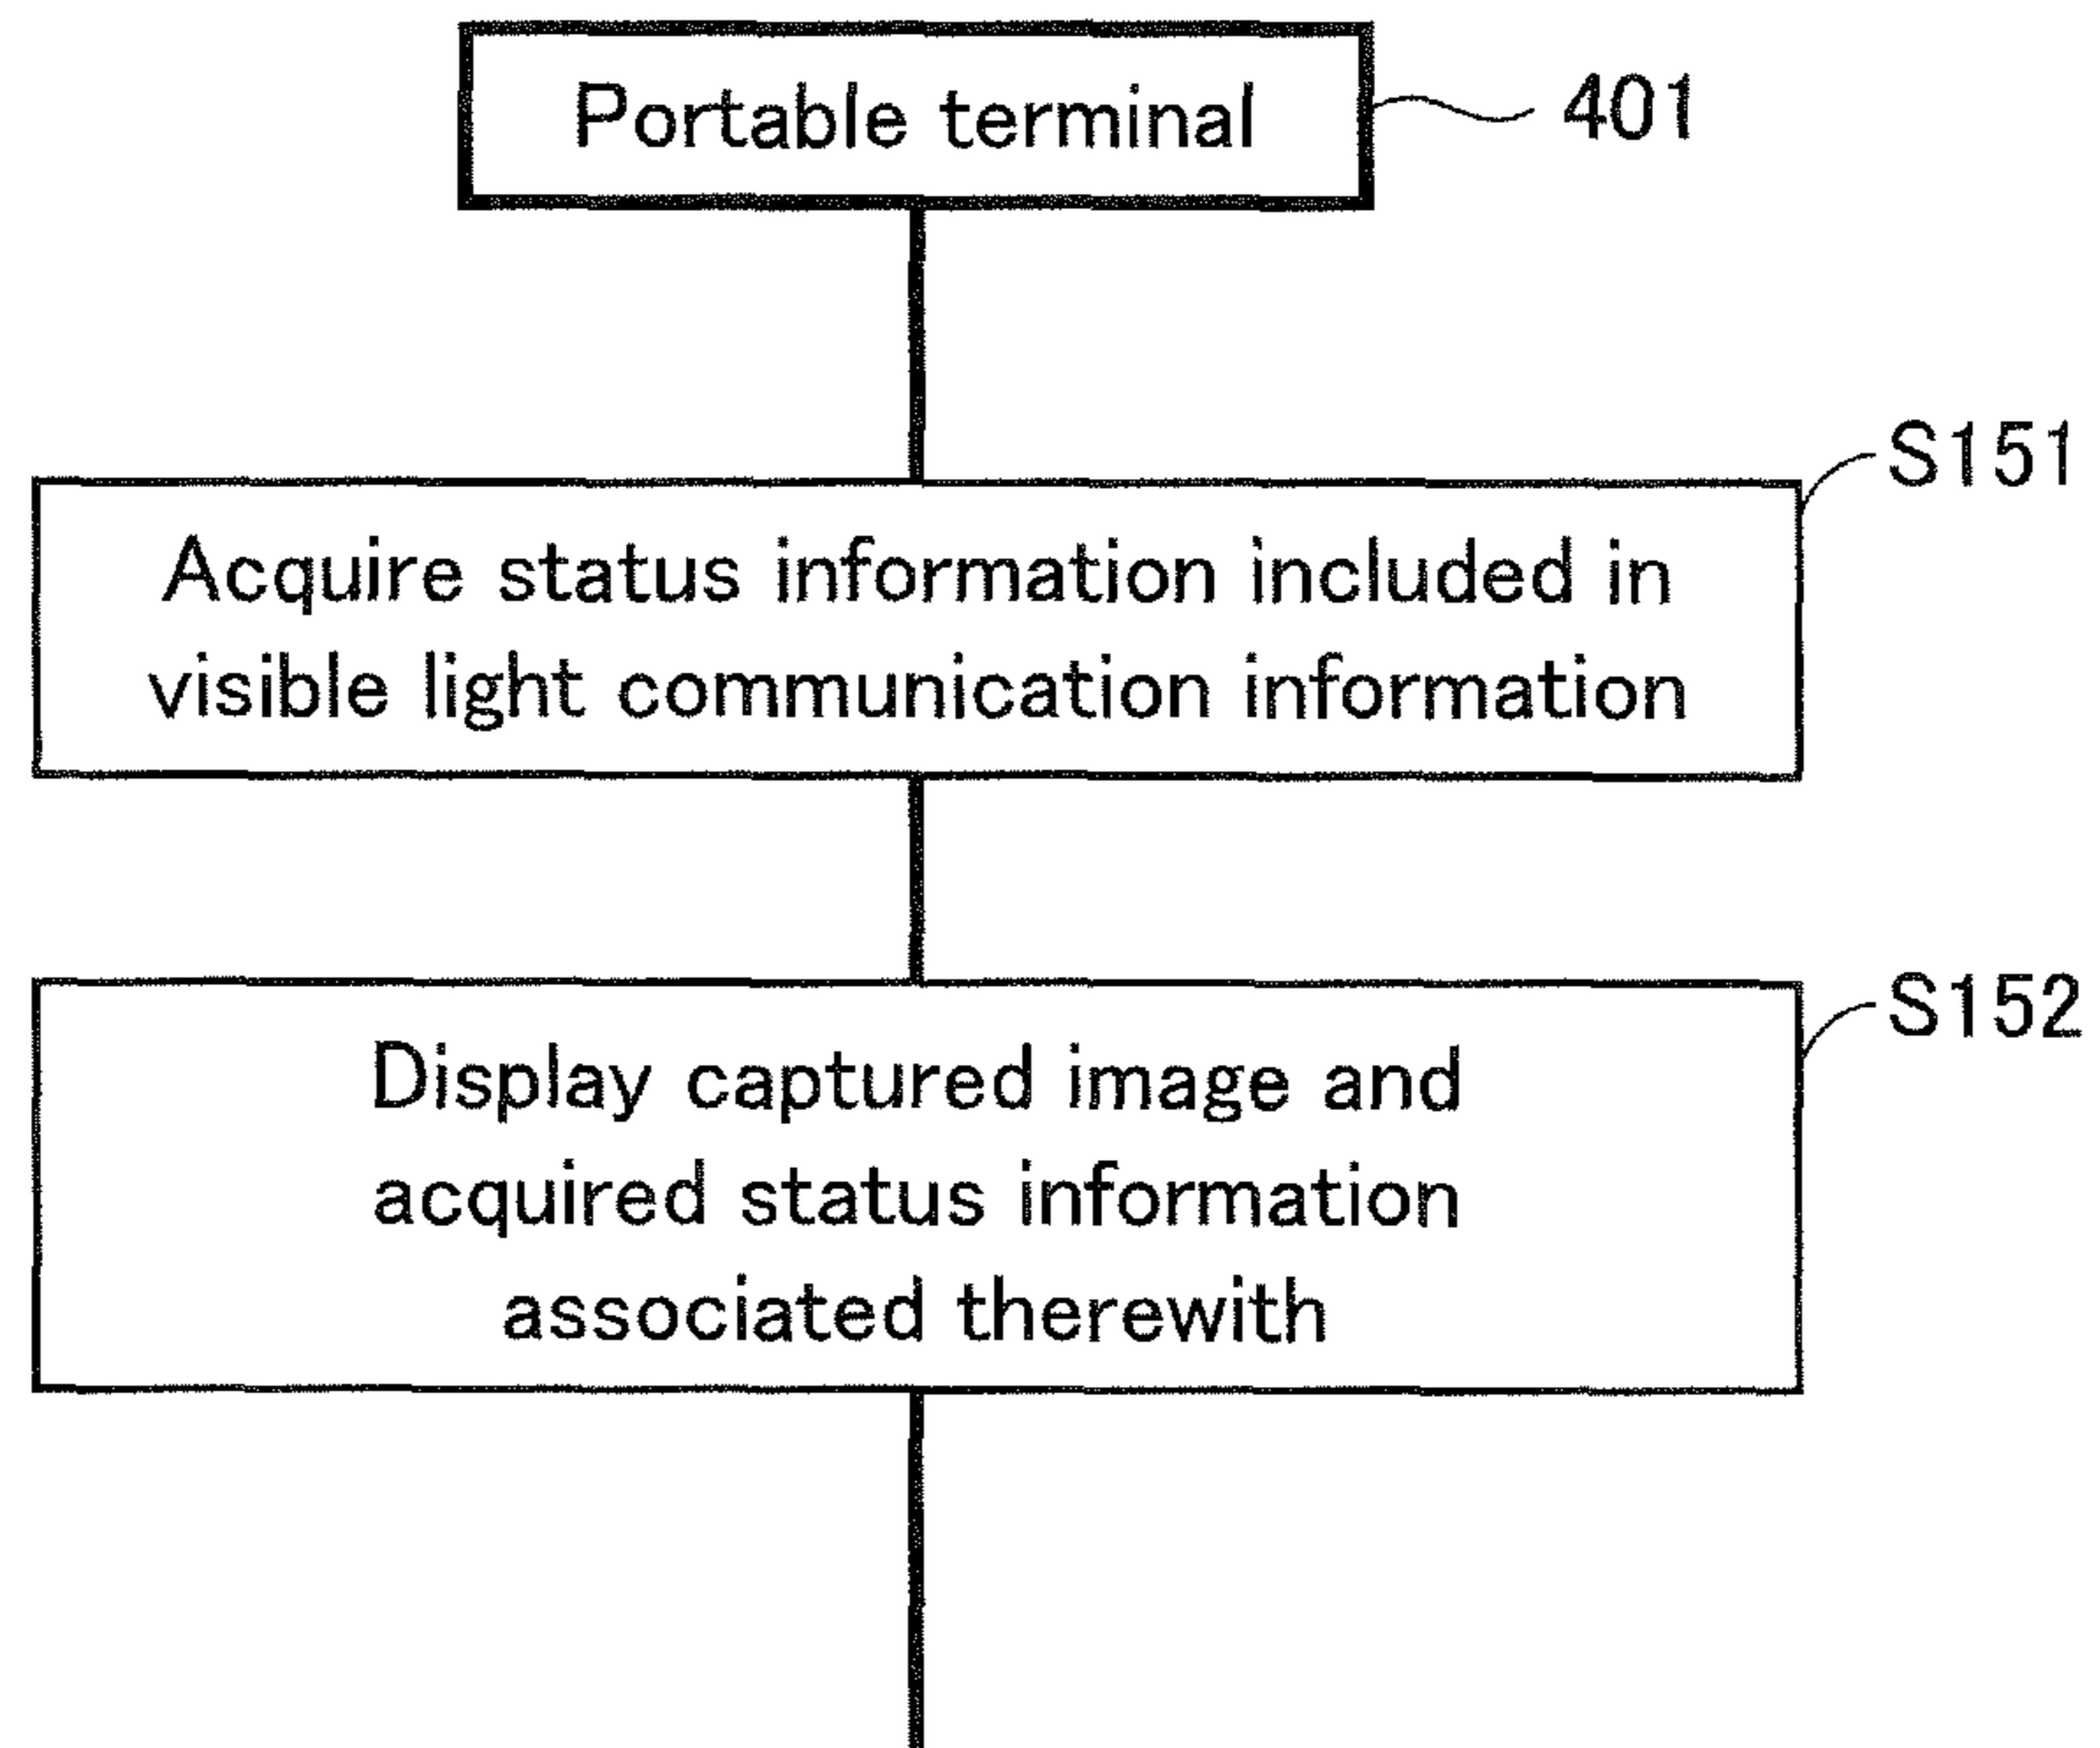 Portable terminal
401
S151
Acquire status information included in
visible light communication information
S152
Display captured image and
acquired status information
associated therewith